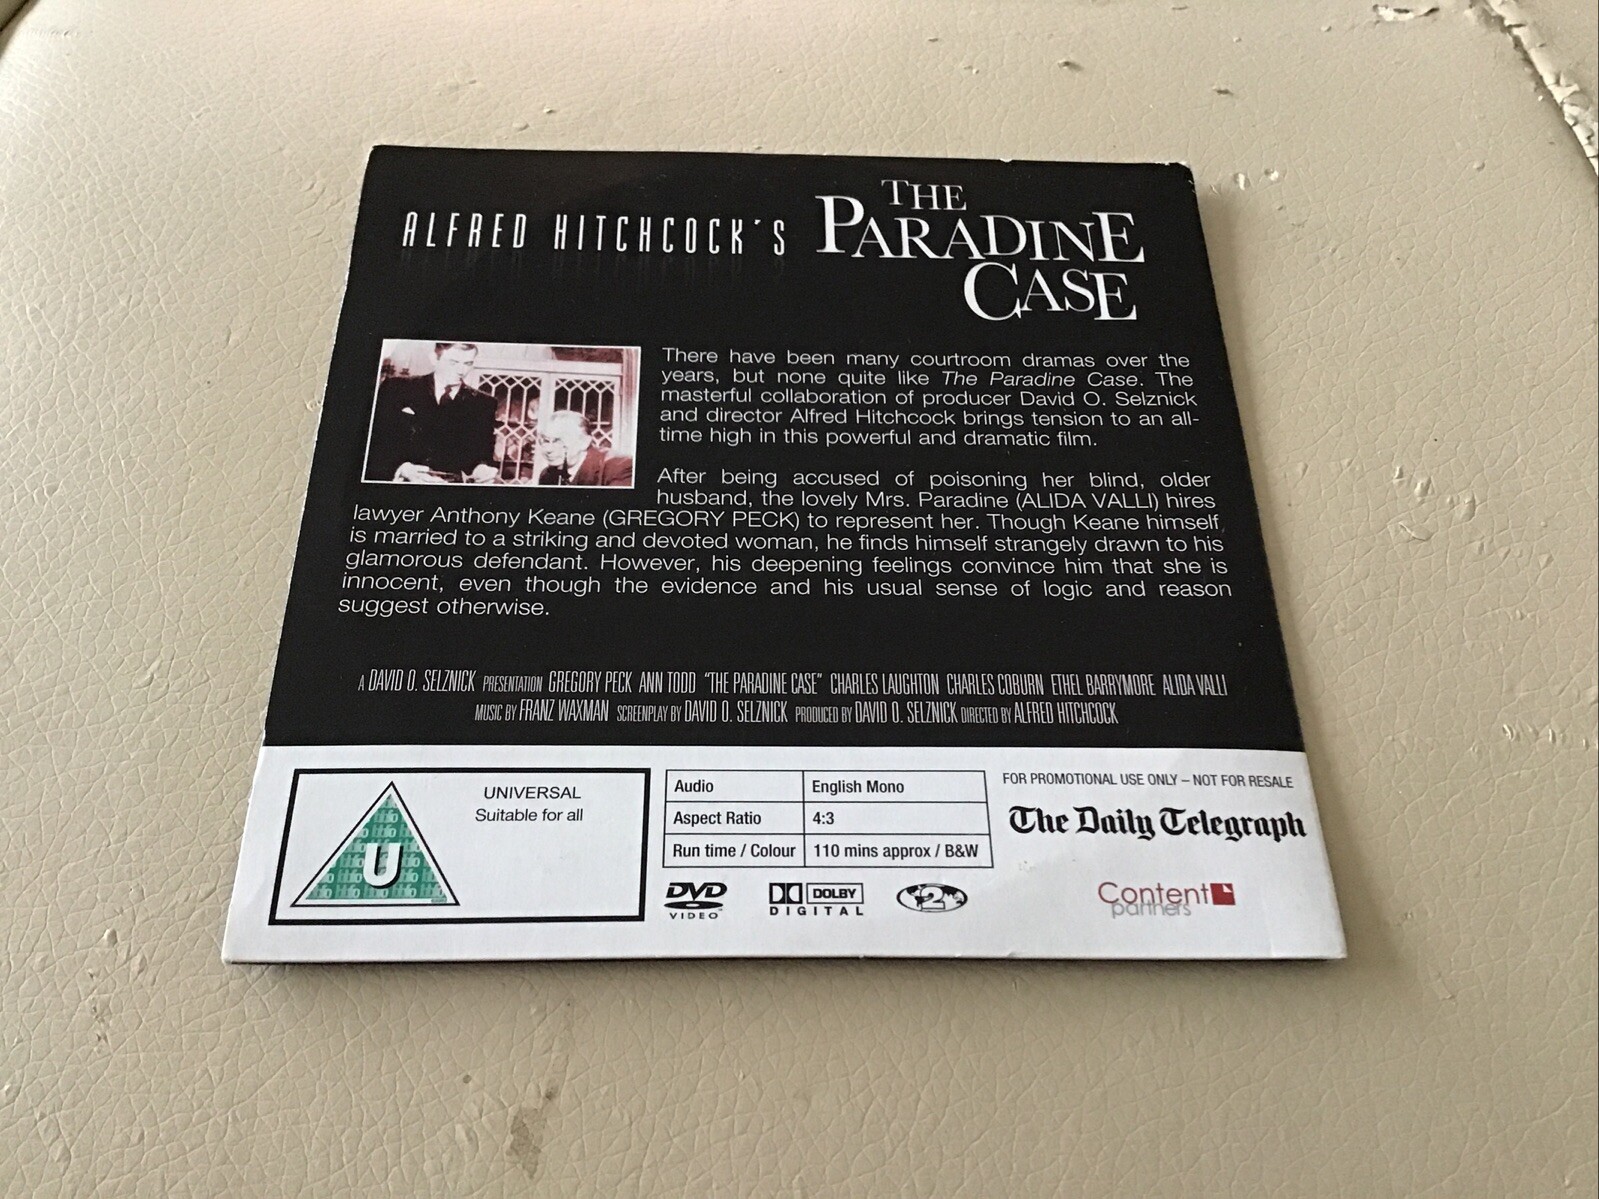 ALFRED HITCHCOCK'S
THE
PARADINE
CASE
There have been many courtroom dramas over the
years, but none quite like The Paradine Case. The
masterful collaboration of producer David O. Selznick
and director Alfred Hitchcock brings tension to an all-
time high in this powerful and dramatic film.
After being accused of poisoning her blind, older
husband, the lovely Mrs. Paradine (ALIDA VALLI) hires
lawyer Anthony Keane (GREGORY PECK) to represent her. Though Keane himself,
is married to a striking and devoted woman, he finds himself strangely drawn to his
glamorous defendant. However, his deepening feelings convince him that she is
innocent, even though the evidence and his usual sense of logic and reason
suggest otherwise.
A DAVID O. SELZNICK PRESENTATION GREGORY PECK ANN TODD "THE PARADINE CASE" CHARLES LAUGHTON CHARLES COBURN ETHEL BARRYMORE ALIDA VALLI
MUSIC BY FRANZ WAXMAN SCREENPLAY BY DAVID O. SELZNICK PRODUCED BY DAVID O. SELZNICK DIRECTED BY ALFRED HITCHCOCK
U
UNIVERSAL
Suitable for all
Audio English Mono
Aspect Ratio 4:3
Run time / Colour 110 mins approx / B&W
DVD
VIDEO
DOLBY
DIGITAL
2
FOR PROMOTIONAL USE ONLY – NOT FOR RESALE
The Daily Telegraph
Content
partners